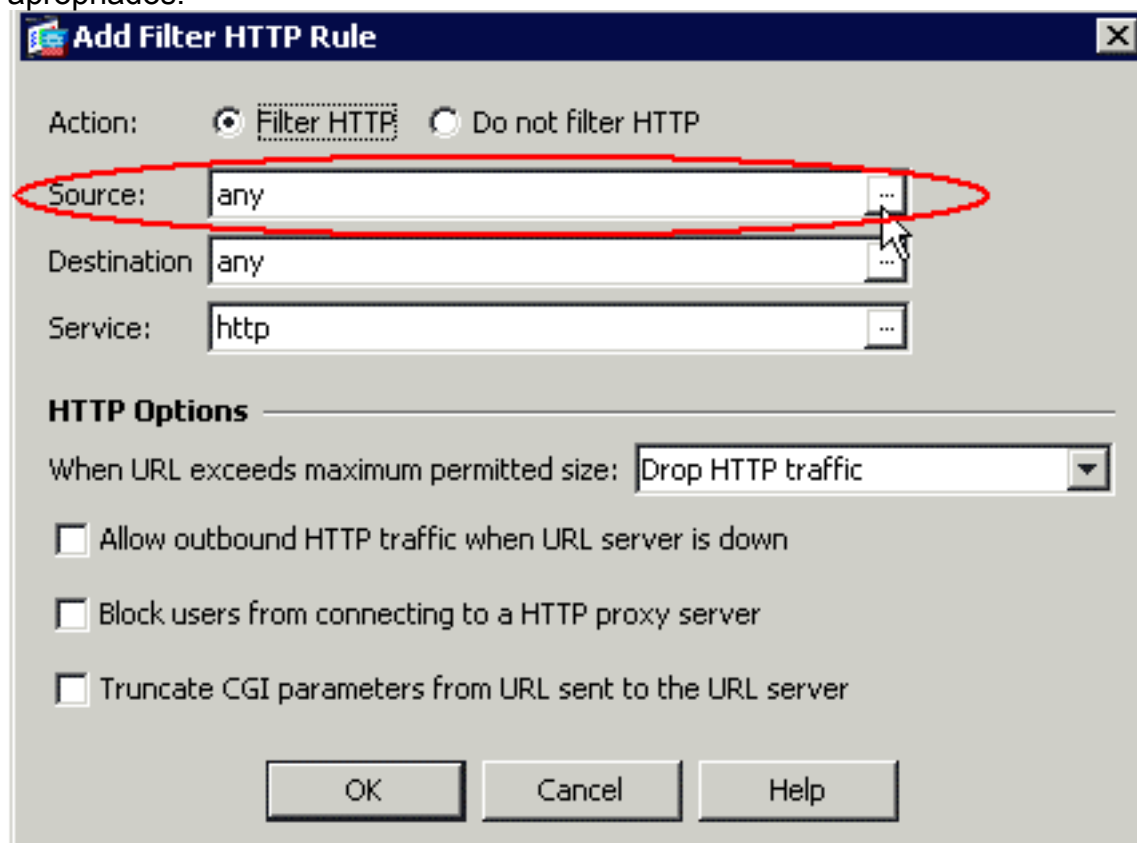 apropriados.
Add Filter HTTP Rule
Action: Filter HTTP Do not filter HTTP
Source: any ...
Destination any ...
Service: http ...
HTTP Options
When URL exceeds maximum permitted size: Drop HTTP traffic
Allow outbound HTTP traffic when URL server is down
Block users from connecting to a HTTP proxy server
Truncate CGI parameters from URL sent to the URL server
OK Cancel Help